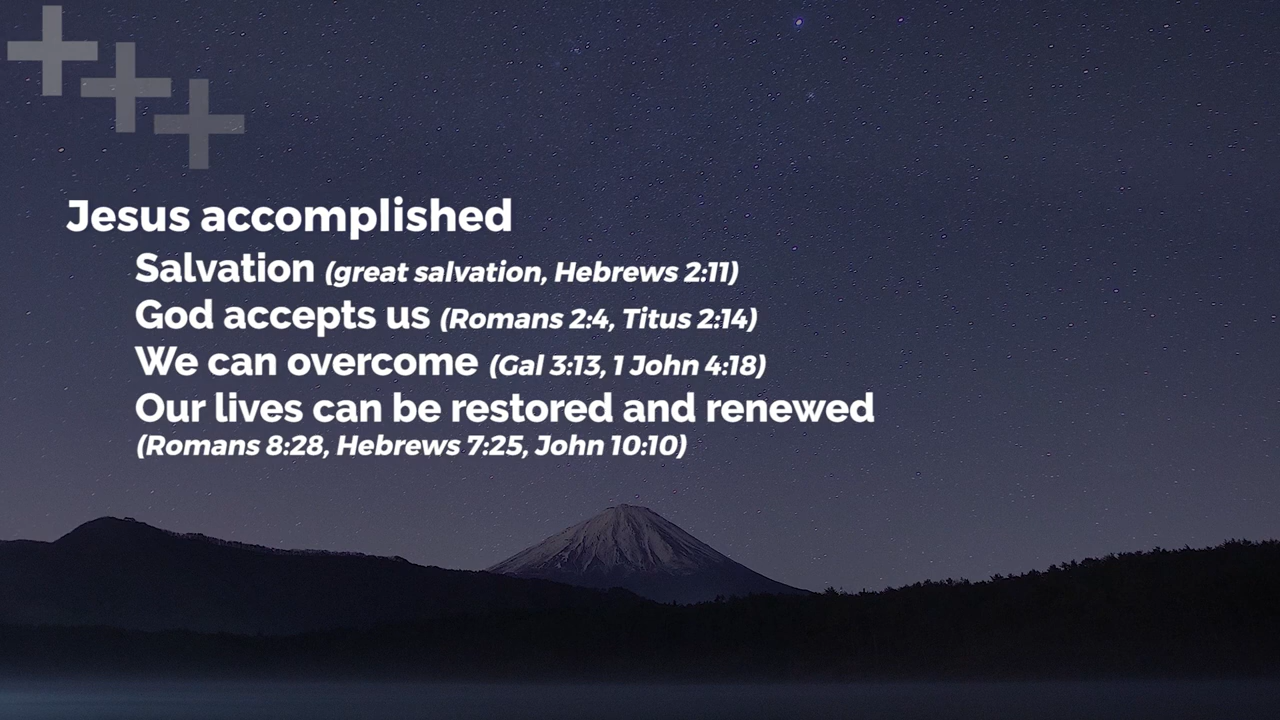 Jesus accomplished
Salvation (great salvation, Hebrews 2:11)
God accepts us (Romans 2:4, Titus 2:14)
We can overcome (Gal 3:13, 1 John 4:18)
Our lives can be restored and renewed
(Romans 8:28, Hebrews 7:25, John 10:10)